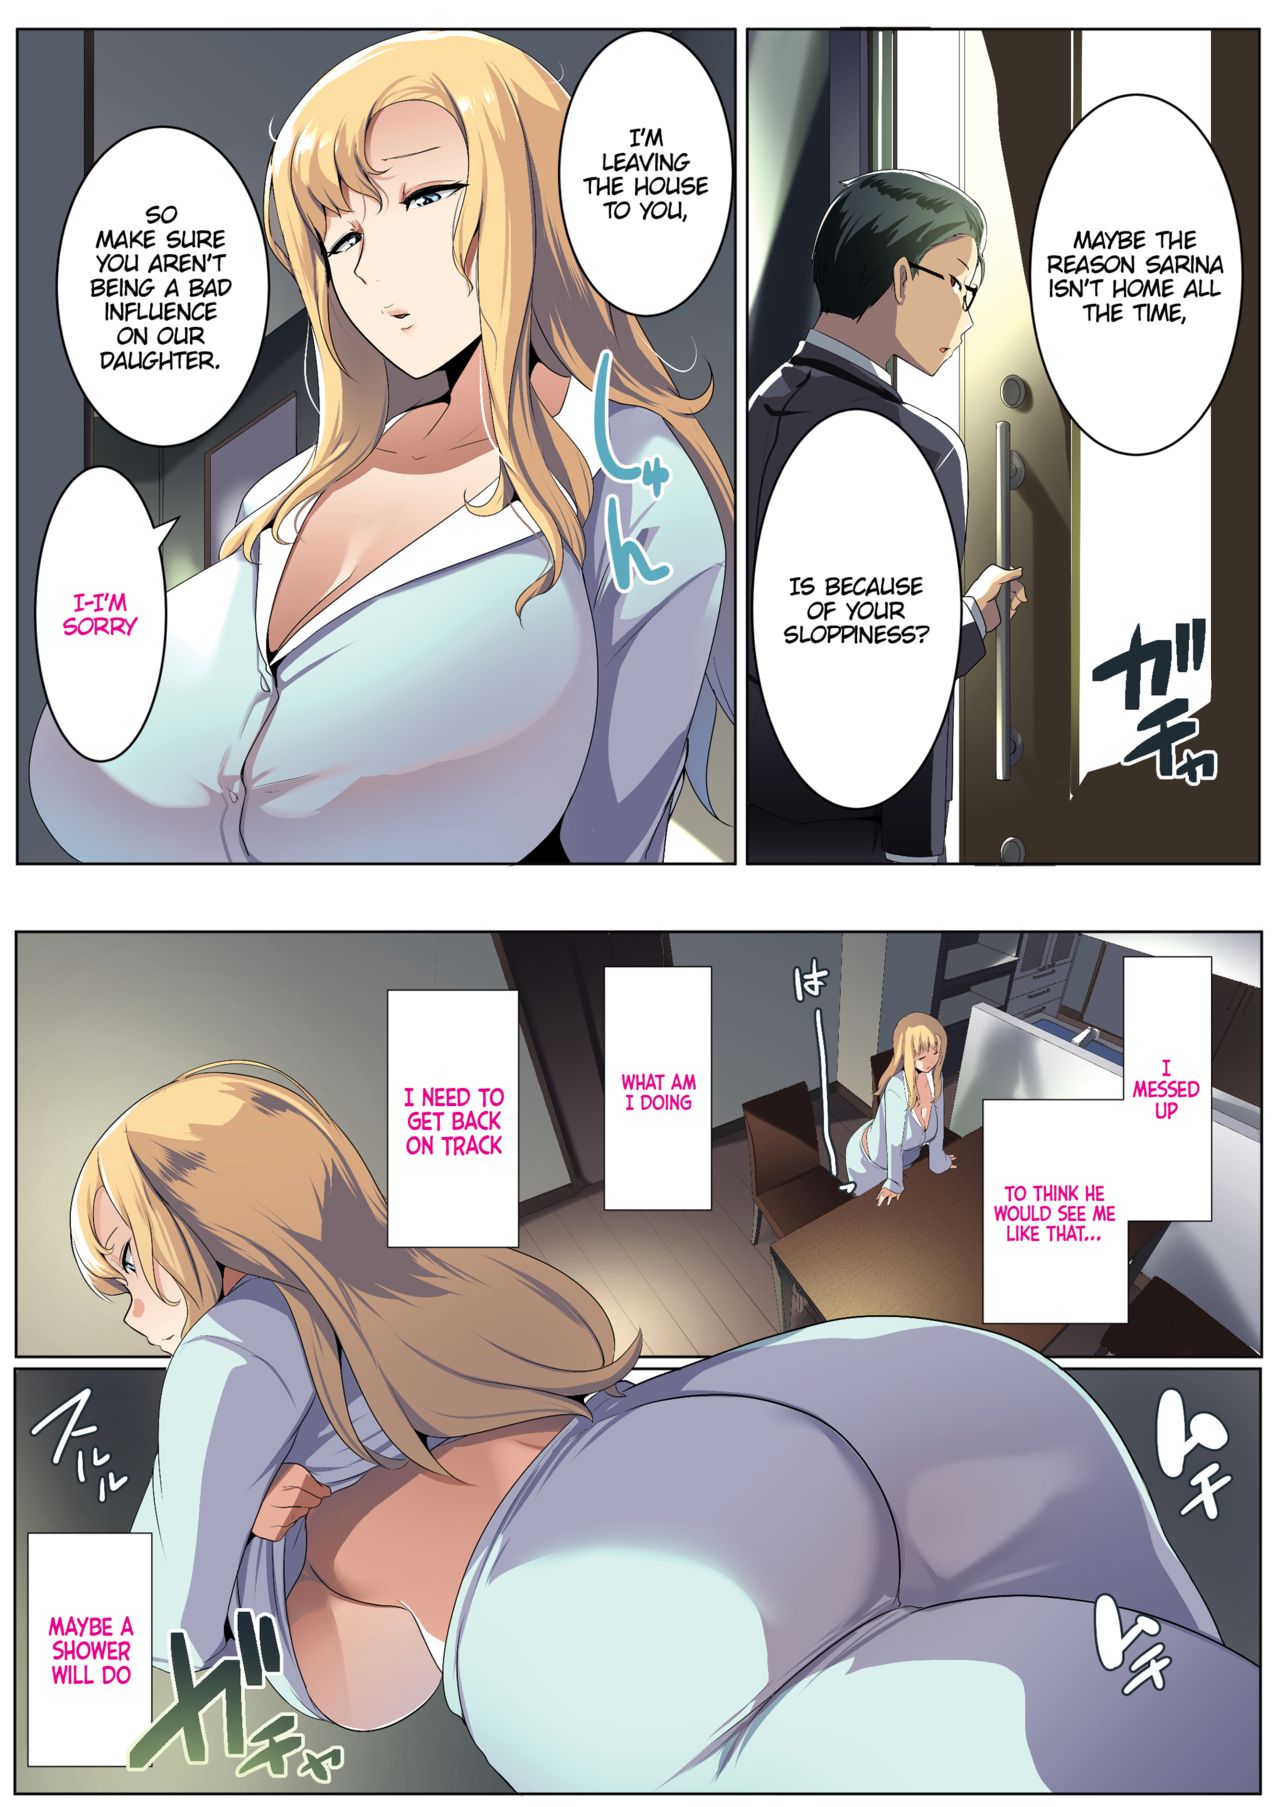 MAYBE THE
REASON SARINA
ISN'T HOME ALL
THE TIME,
IS BECAUSE
OF YOUR
SLOPPINESS?
ガチャ
I'M
LEAVING
THE HOUSE
TO YOU,
SO
MAKE SURE
YOU AREN'T
BEING A BAD
INFLUENCE
ON OUR
DAUGHTER.
しゅん
I-I'M
SORRY
I
MESSED
UP
TO THINK HE
WOULD SEE ME
LIKE THAT...
はーっ
WHAT AM
I DOING
I NEED TO
GET BACK
ON TRACK
ムチ
ムチ
ズルルル
MAYBE A
SHOWER
WILL DO
ガチャ